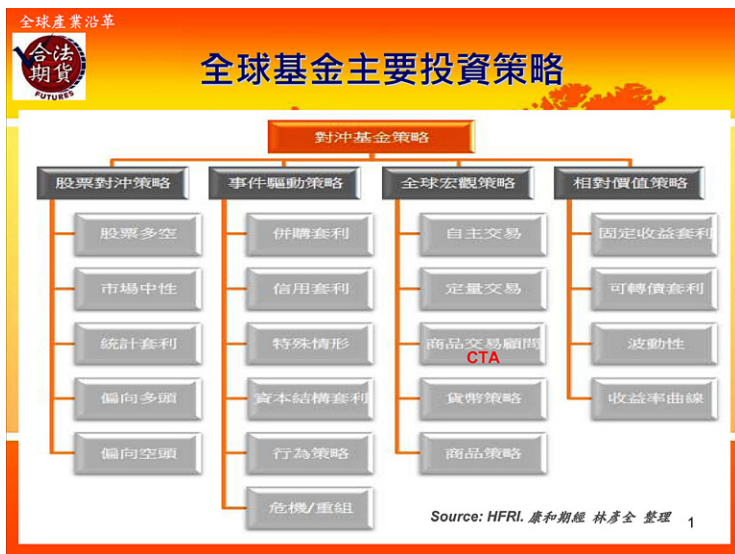 全球產業沿革
合法
期貨
FUTURES
全球基金主要投資策略
對沖基金策略
股票對沖策略
股票多空
市場中性
統計套利
偏向多頭
偏向空頭
事件驅動策略
併購套利
信用套利
特殊情形
資本結構套利
行為策略
危機/重組
全球宏觀策略
自主交易
定量交易
商品交易顧問
CTA
貨幣策略
商品策略
相對價值策略
固定收益套利
可轉債套利
波動性
收益率曲線
Source: HFRI. 康和期經 林彥全 整理
1